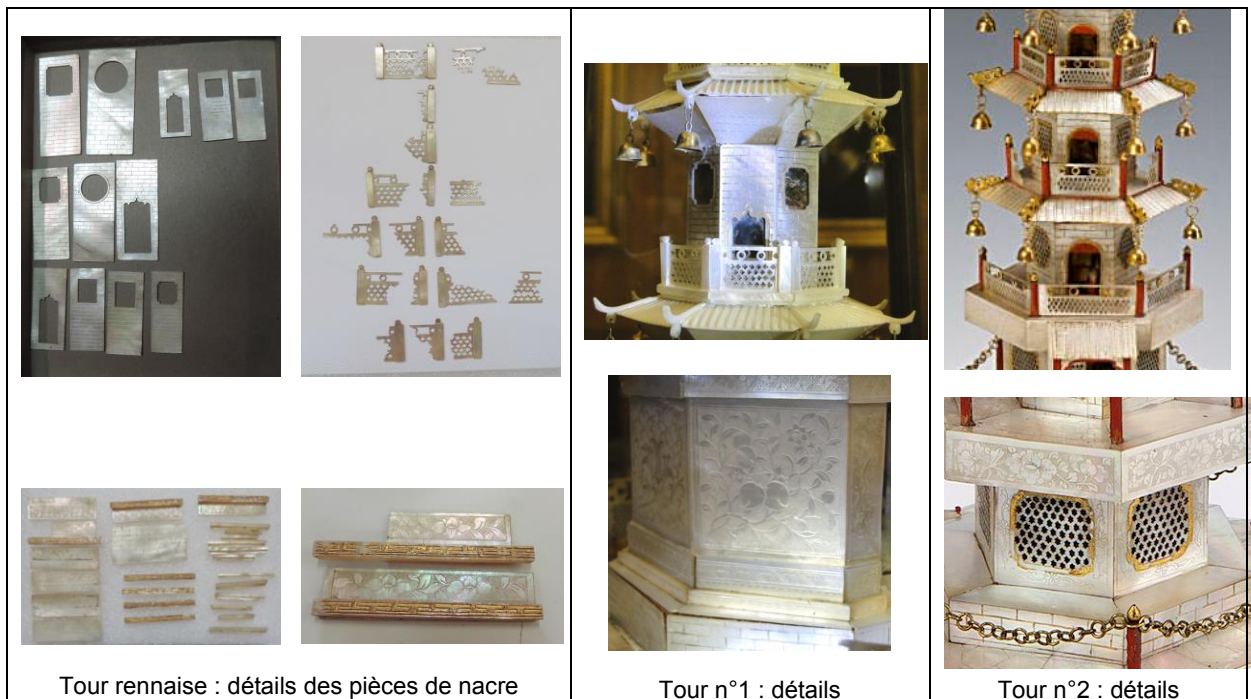 Tour rennaise : détails des pièces de nacre
Tour n°1 : détails
Tour n°2 : détails